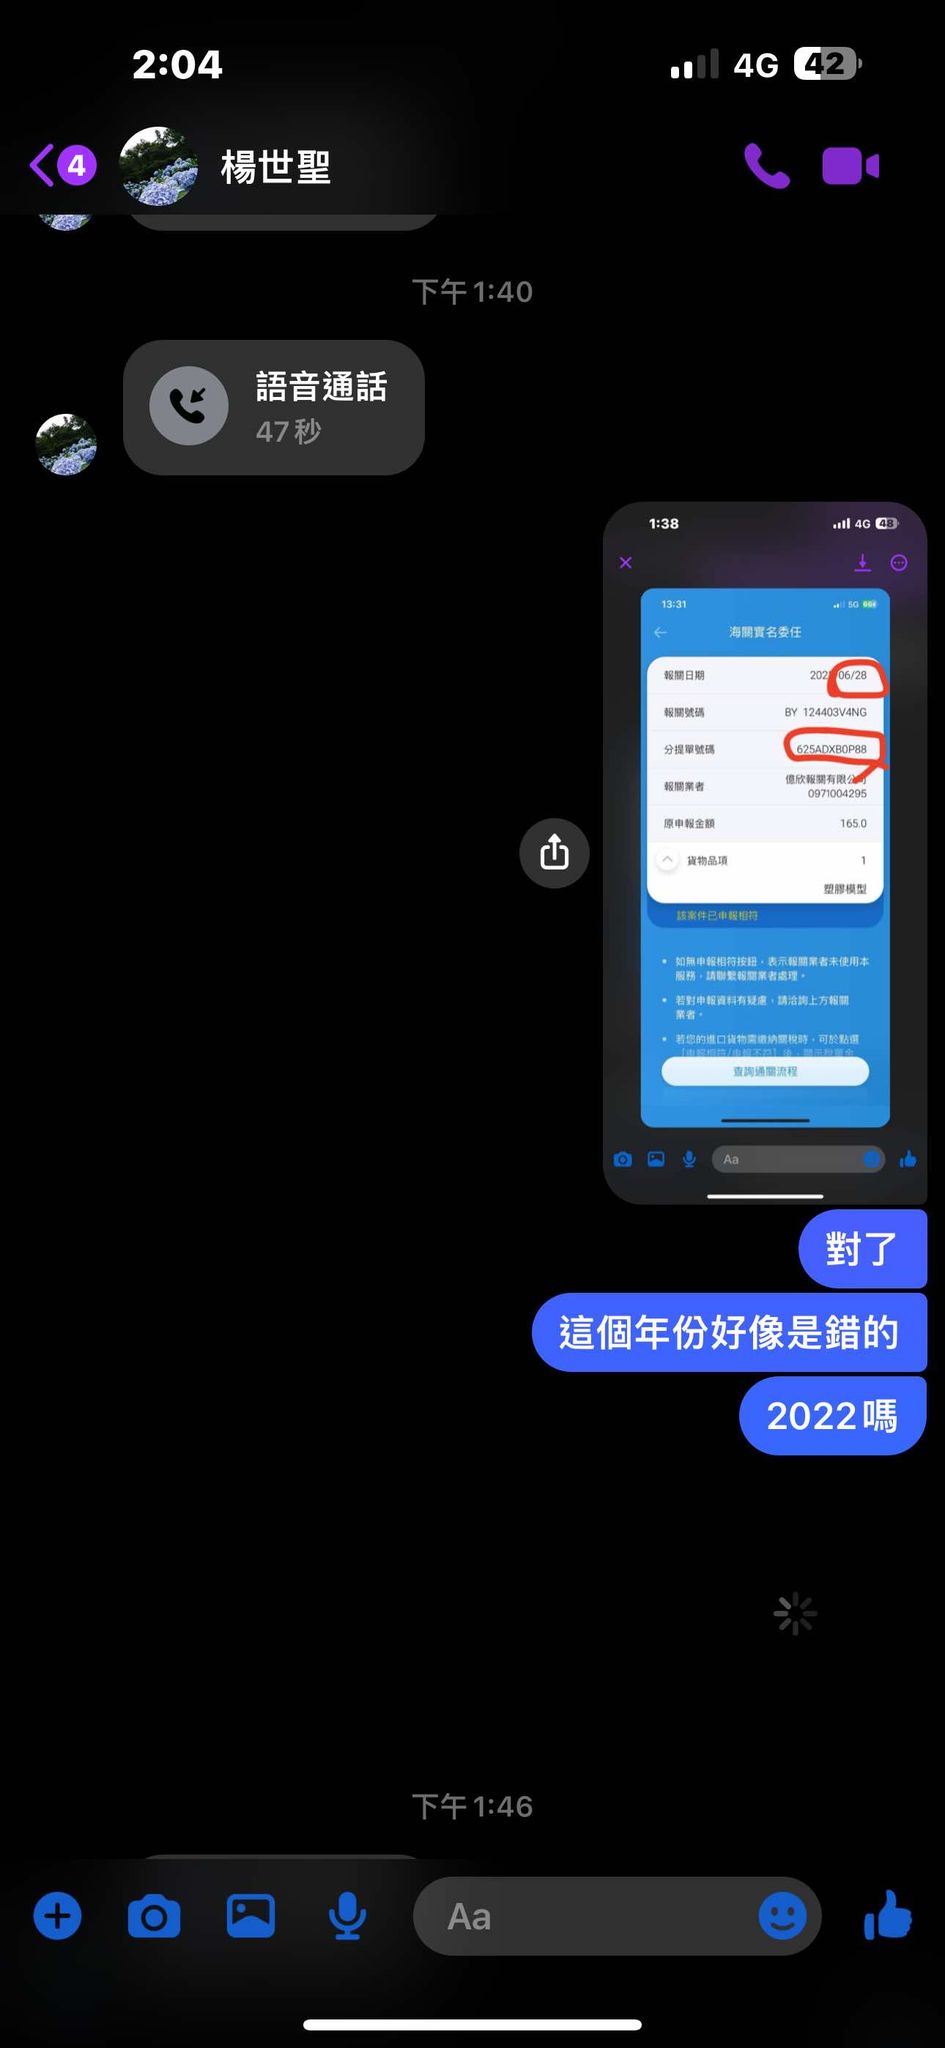 2:04
4G 42
4
楊世聖
下午1:40
語音通話
47秒
1:38
4G 48
13:31
5G
海關實名委任
報關日期
06/28
報關號碼
BY 124403V4NG
分提單號碼
625ADXB0P88
報關業者
億欣報關有限公司
0971004295
原申報金額
165.0
貨物品項
1
塑膠模型
該案件已申報相符
• 如無申報相符按鈕，表示報關業者未使用本
服務，請聯繫報關業者處理。
• 若對申報資料有疑慮，請洽詢上方報關
業者。
• 若您的進口貨物需繳納關稅時，可於點選
查詢通關流程
Aa
對了
這個年份好像是錯的
2022嗎
下午1:46
Aa